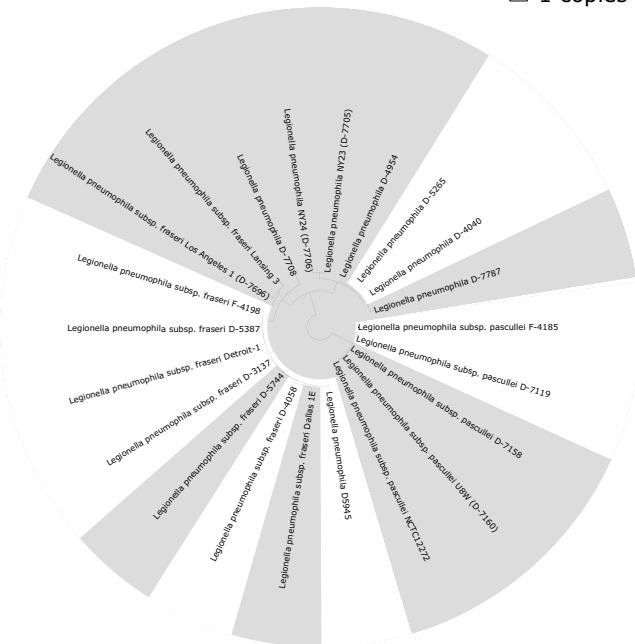 1 copies
Legionella pneumophila subsp. fraseri Los Angeles 1 (D-7696)
Legionella pneumophila subsp. fraseri Lansing 3
Legionella pneumophila D-7708
Legionella pneumophila NY24 (D-7706)
Legionella pneumophila NY23 (D-7705)
Legionella pneumophila D-4954
Legionella pneumophila D-5265
Legionella pneumophila D-4040
Legionella pneumophila D-7787
Legionella pneumophila subsp. pascullei F-4185
Legionella pneumophila subsp. pascullei D-7119
Legionella pneumophila subsp. pascullei D-7158
Legionella pneumophila subsp. pascullei U8W (D-7160)
Legionella pneumophila subsp. pascullei NCTC12272
Legionella pneumophila D5945
Legionella pneumophila subsp. fraseri Dallas 1E
Legionella pneumophila subsp. fraseri D-4058
Legionella pneumophila subsp. fraseri D-5744
Legionella pneumophila subsp. fraseri D-3137
Legionella pneumophila subsp. fraseri Detroit-1
Legionella pneumophila subsp. fraseri D-5387
Legionella pneumophila subsp. fraseri F-4198